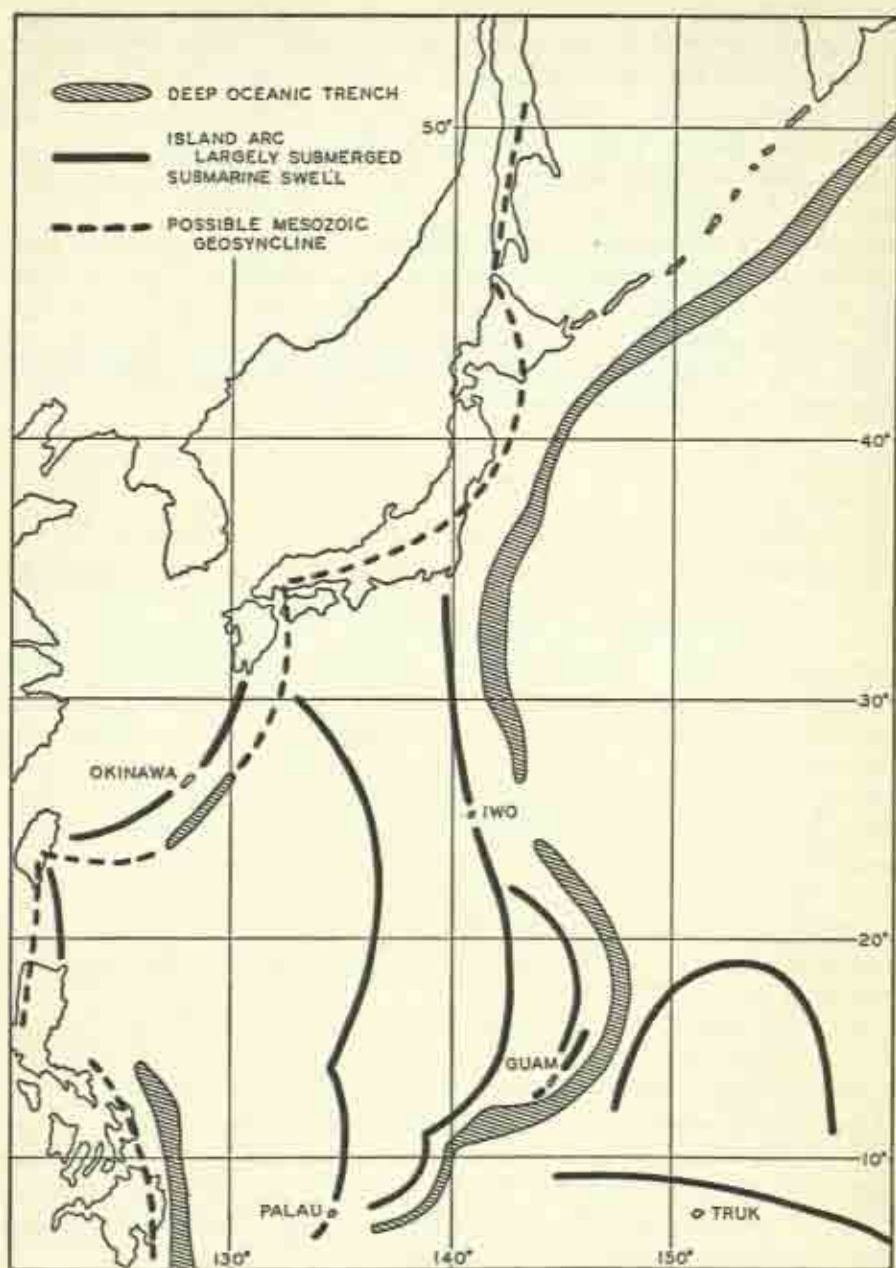 DEEP OCEANIC TRENCH
ISLAND ARC
LARGELY SUBMERGED
SUBMARINE SWELL
POSSIBLE MESOZOIC
GEOSYNCLINE
50°
40°
30°
OKINAWA
IWO
20°
GUAM
10°
PALAU
TRUK
130°
140°
150°